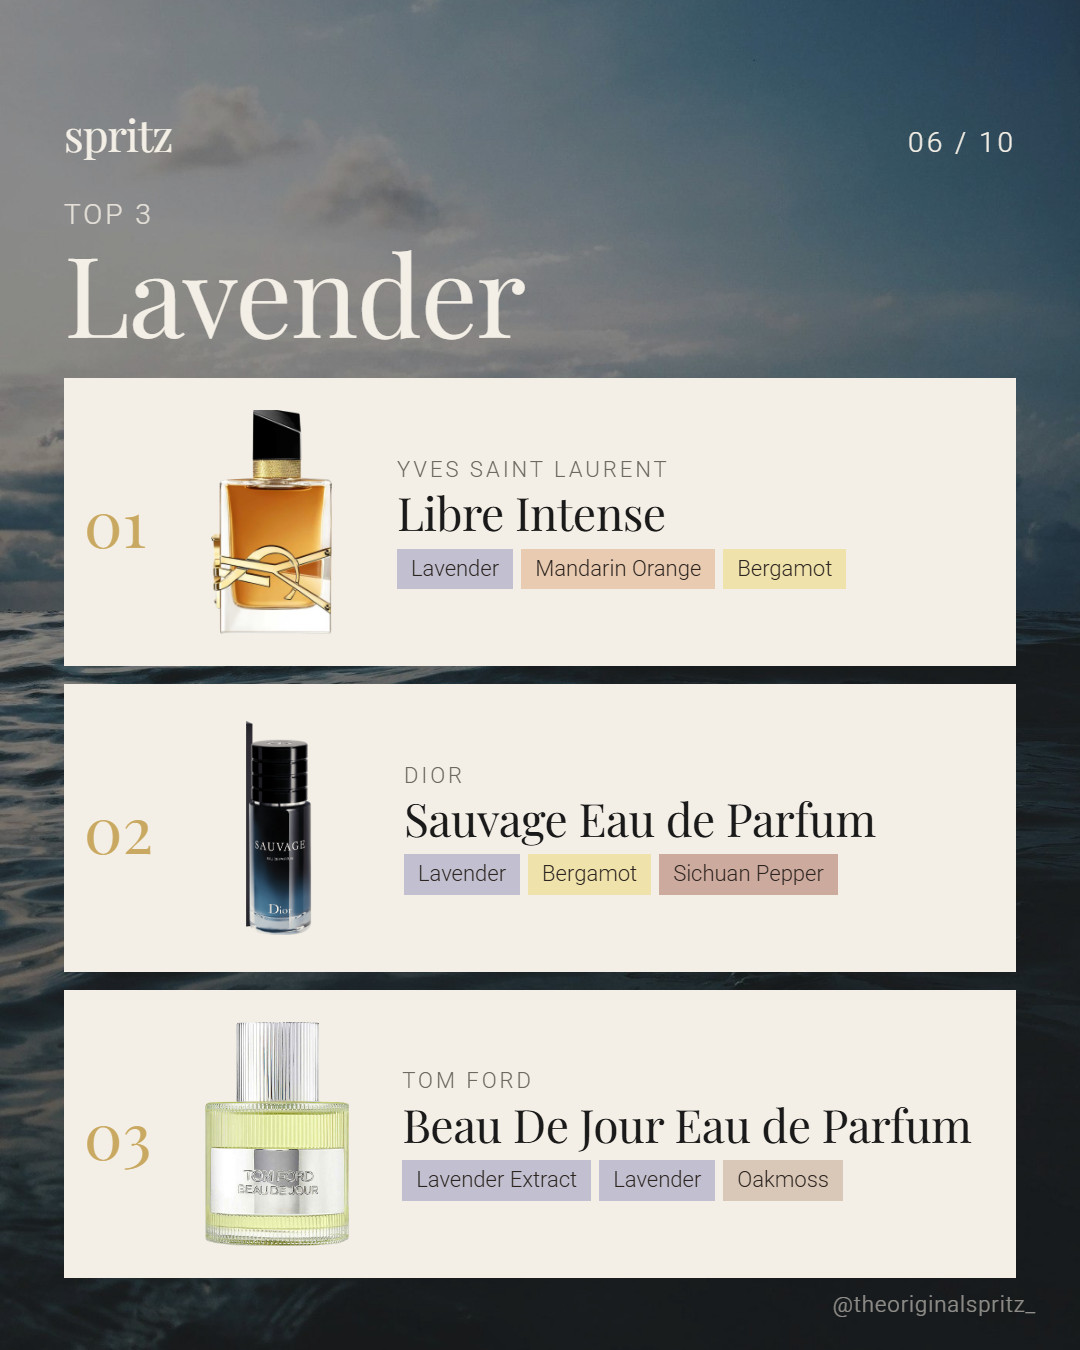 spritz
06 / 10
TOP 3
Lavender
01
YVES SAINT LAURENT
Libre Intense
Lavender Mandarin Orange Bergamot
02
SAUVAGE
Dior
DIOR
Sauvage Eau de Parfum
Lavender Bergamot Sichuan Pepper
03
TOM FORD
BEAU DE JOUR
TOM FORD
Beau De Jour Eau de Parfum
Lavender Extract Lavender Oakmoss
@theoriginalspritz_